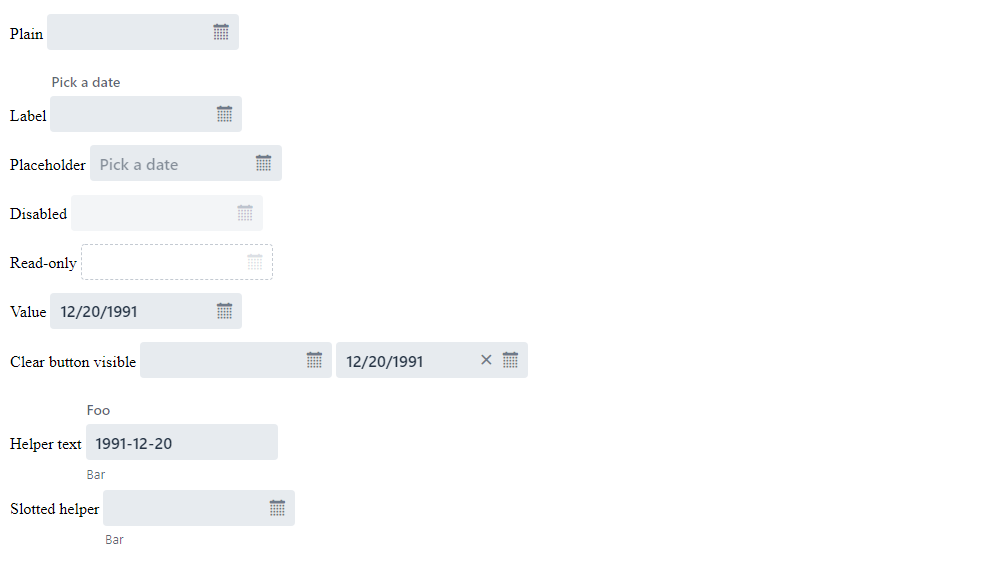 Plain
Pick a date
Label
Placeholder Pick a date
Disabled
Read-only
Value 12/20/1991
Clear button visible 12/20/1991
Foo
Helper text 1991-12-20
Bar
Slotted helper
Bar